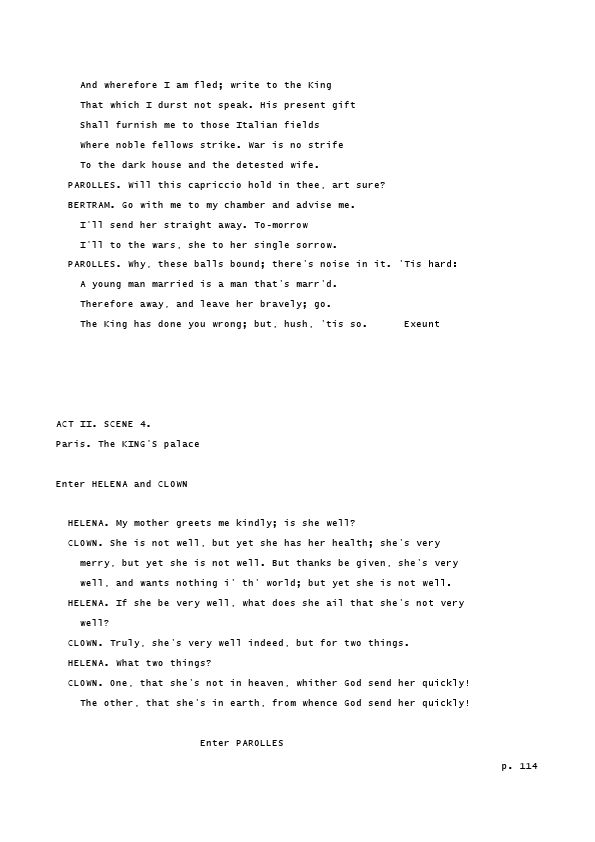 And wherefore I am fled; write to the King
That which I durst not speak. His present gift
Shall furnish me to those Italian fields
Where noble fellows strike. War is no strife
To the dark house and the detested wife.
PAROLLES. Will this capriccio hold in thee, art sure?
BERTRAM. Go with me to my chamber and advise me.
I'll send her straight away. To-morrow
I'll to the wars, she to her single sorrow.
PAROLLES. Why, these balls bound; there's noise in it. 'Tis hard:
A young man married is a man that's marr'd.
Therefore away, and leave her bravely; go.
The King has done you wrong; but, hush, 'tis so. Exeunt
ACT II. SCENE 4.
Paris. The KING'S palace
Enter HELENA and CLOWN
HELENA. My mother greets me kindly; is she well?
CLOWN. She is not well, but yet she has her health; she's very
merry, but yet she is not well. But thanks be given, she's very
well, and wants nothing i' th' world; but yet she is not well.
HELENA. If she be very well, what does she ail that she's not very
well?
CLOWN. Truly, she's very well indeed, but for two things.
HELENA. What two things?
CLOWN. One, that she's not in heaven, whither God send her quickly!
The other, that she's in earth, from whence God send her quickly!
Enter PAROLLES
p. 114